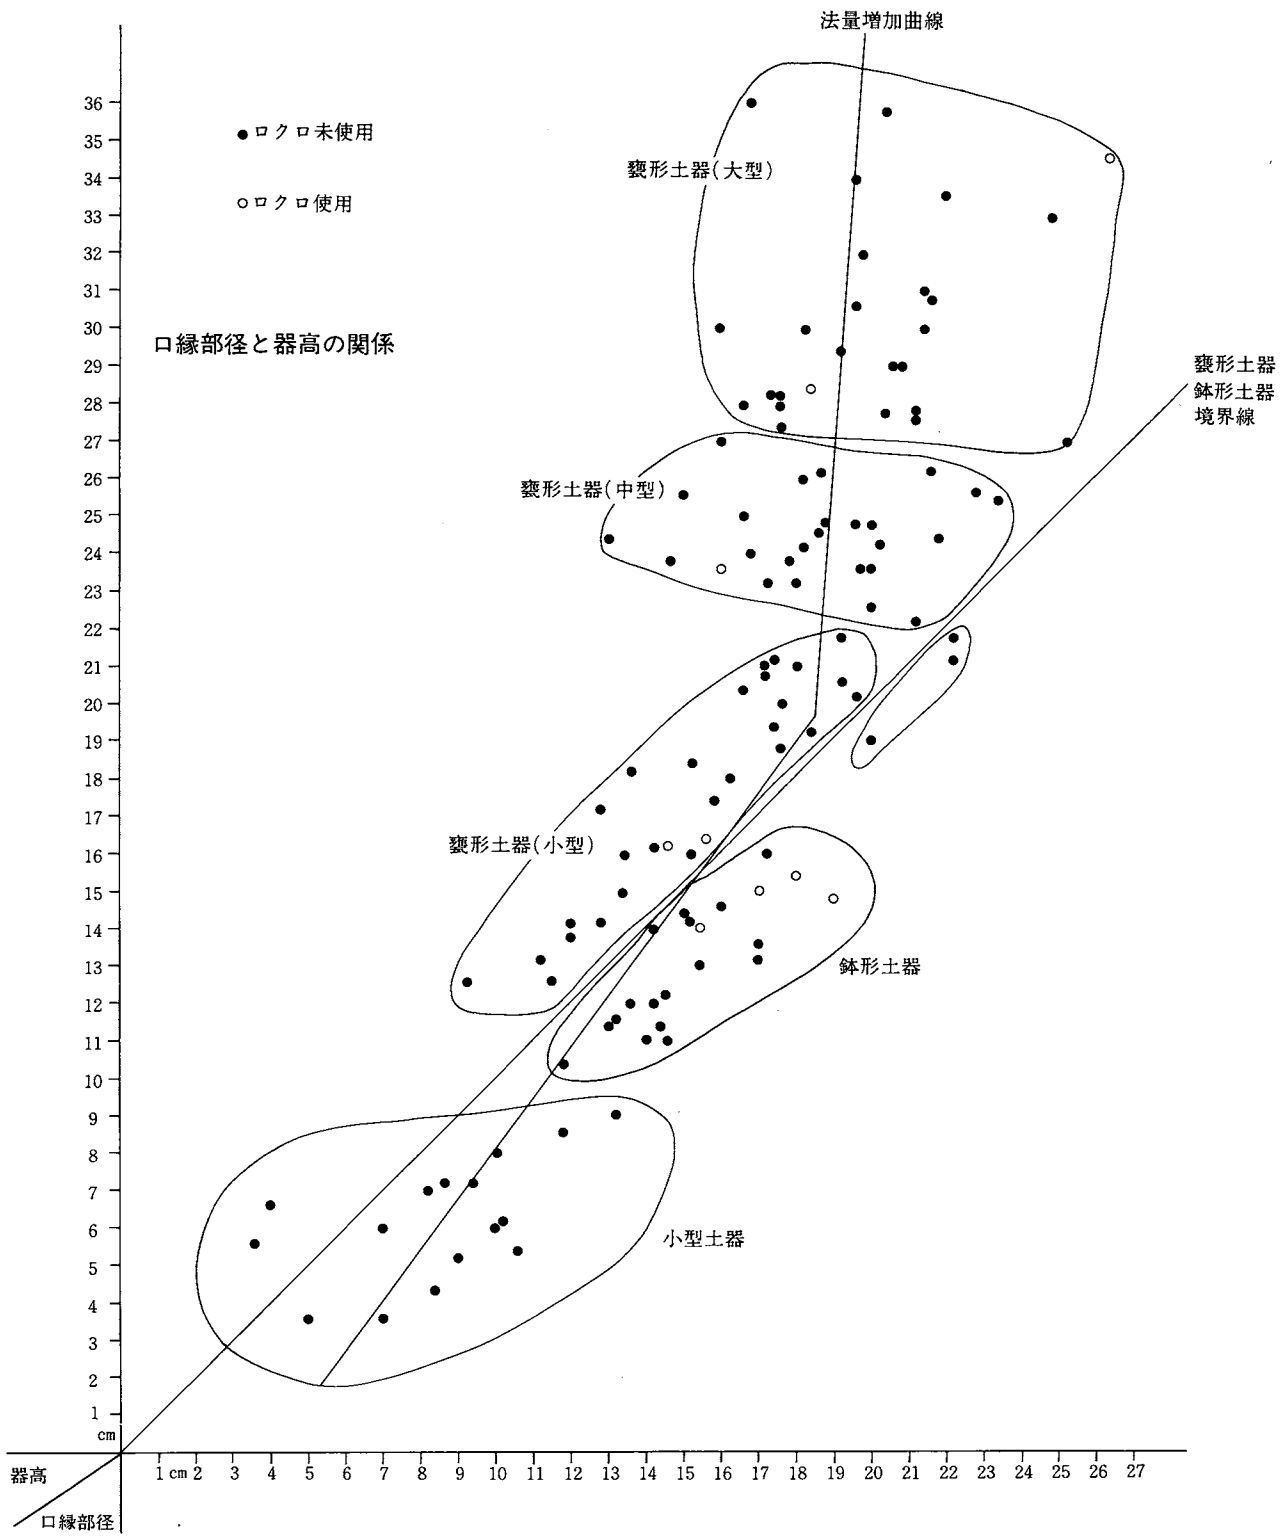 法量増加曲線
36
35
34
33
32
31
30
29
28
27
26
25
24
23
22
21
20
19
18
17
16
15
14
13
12
11
10
9
8
7
6
5
4
3
2
1
cm
●ロクロ未使用
○ロクロ使用
口縁部径と器高の関係
甕形土器(大型)
甕形土器
鉢形土器
境界線
甕形土器(中型)
甕形土器(小型)
鉢形土器
小型土器
1 cm 2 3 4 5 6 7 8 9 10 11 12 13 14 15 16 17 18 19 20 21 22 23 24 25 26 27
器高
口縁部径